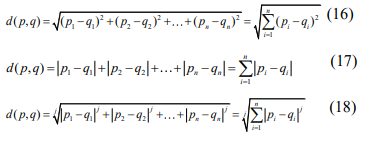 d(p,q) = √((p₁−q₁)² + (p₂−q₂)² + … + (pₙ−qₙ)²) = √(∑ᵢ₌₁ⁿ (pᵢ−qᵢ)²) (16)
d(p,q) = |p₁−q₁| + |p₂−q₂| + … + |pₙ−qₙ| = ∑ᵢ₌₁ⁿ |pᵢ−qᵢ| (17)
d(p,q) = ʲ√(|p₁−q₁|ʲ + |p₂−q₂|ʲ + … + |pₙ−qₙ|ʲ) = ʲ√(∑ᵢ₌₁ⁿ |pᵢ−qᵢ|ʲ) (18)